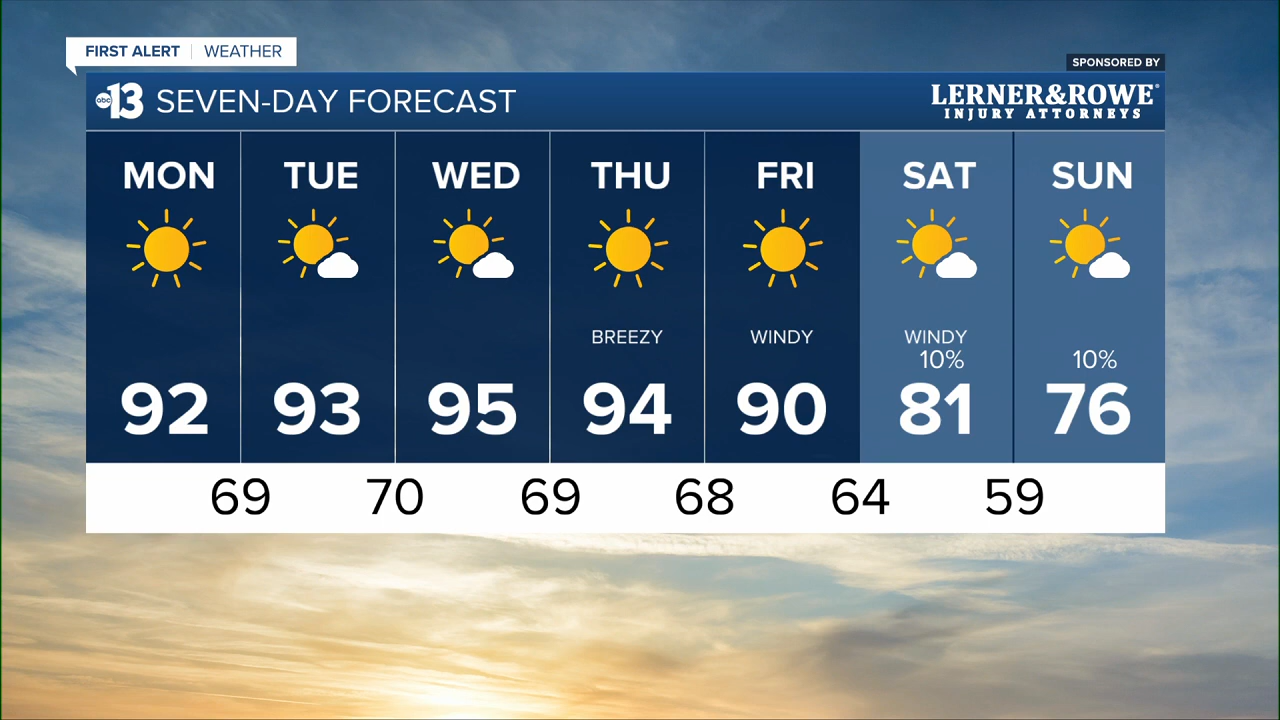 FIRST ALERT | WEATHER
SPONSORED BY
abc 13 SEVEN-DAY FORECAST
LERNER&ROWE®
INJURY ATTORNEYS
MON TUE WED THU FRI SAT SUN
BREEZY WINDY WINDY
10% 10%
92 93 95 94 90 81 76
69 70 69 68 64 59